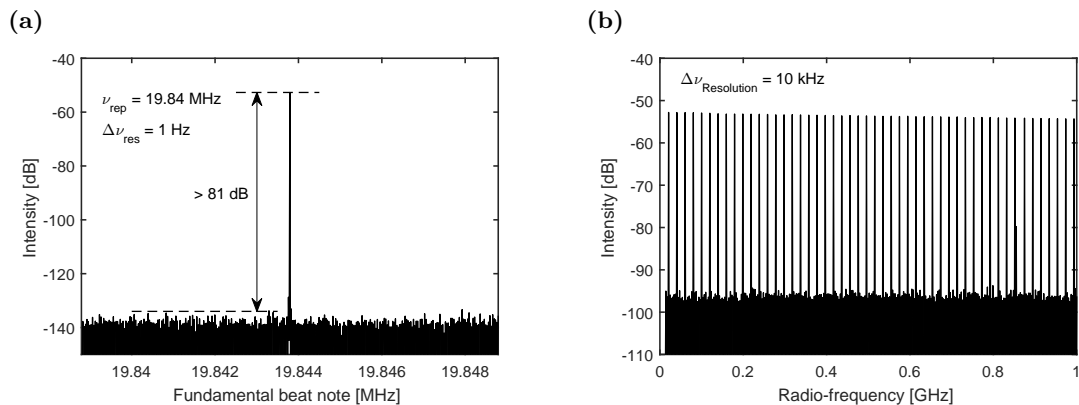 (a)
-40
-60
-80
-100
-120
-140
Intensity [dB]
ν_rep = 19.84 MHz
Δν_res = 1 Hz
> 81 dB
19.84 19.842 19.844 19.846 19.848
Fundamental beat note [MHz]
(b)
-40
-50
-60
-70
-80
-90
-100
-110
Intensity [dB]
Δν_Resolution = 10 kHz
0 0.2 0.4 0.6 0.8 1
Radio-frequency [GHz]